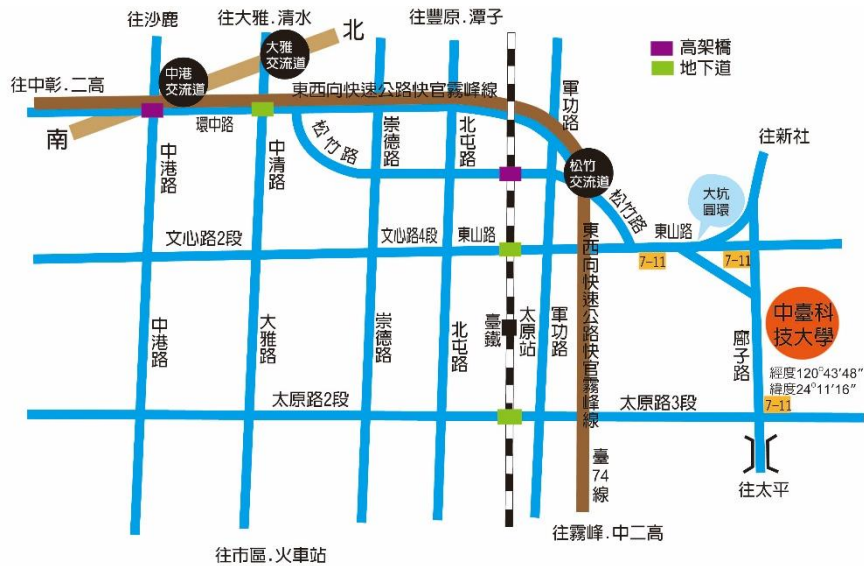 往沙鹿
往大雅.清水
北
往豐原.潭子
高架橋
地下道
大雅
交流道
中港
交流道
往中彰.二高
東西向快速公路快官霧峰線
軍功路
南
環中路
松竹路
崇德路
北屯路
往新社
中港路
中清路
松竹
交流道
松竹路
大坑
圓環
文心路2段
文心路4段
東山路
東山路
7-11
7-11
東西向快速公路快官霧峰線
中港路
大雅路
崇德路
北屯路
臺鐵
太原站
軍功路
廍子路
中臺科
技大學
經度120°43'48"
緯度24°11'16"
7-11
太原路2段
太原路3段
臺74線
往太平
往市區.火車站
往霧峰.中二高